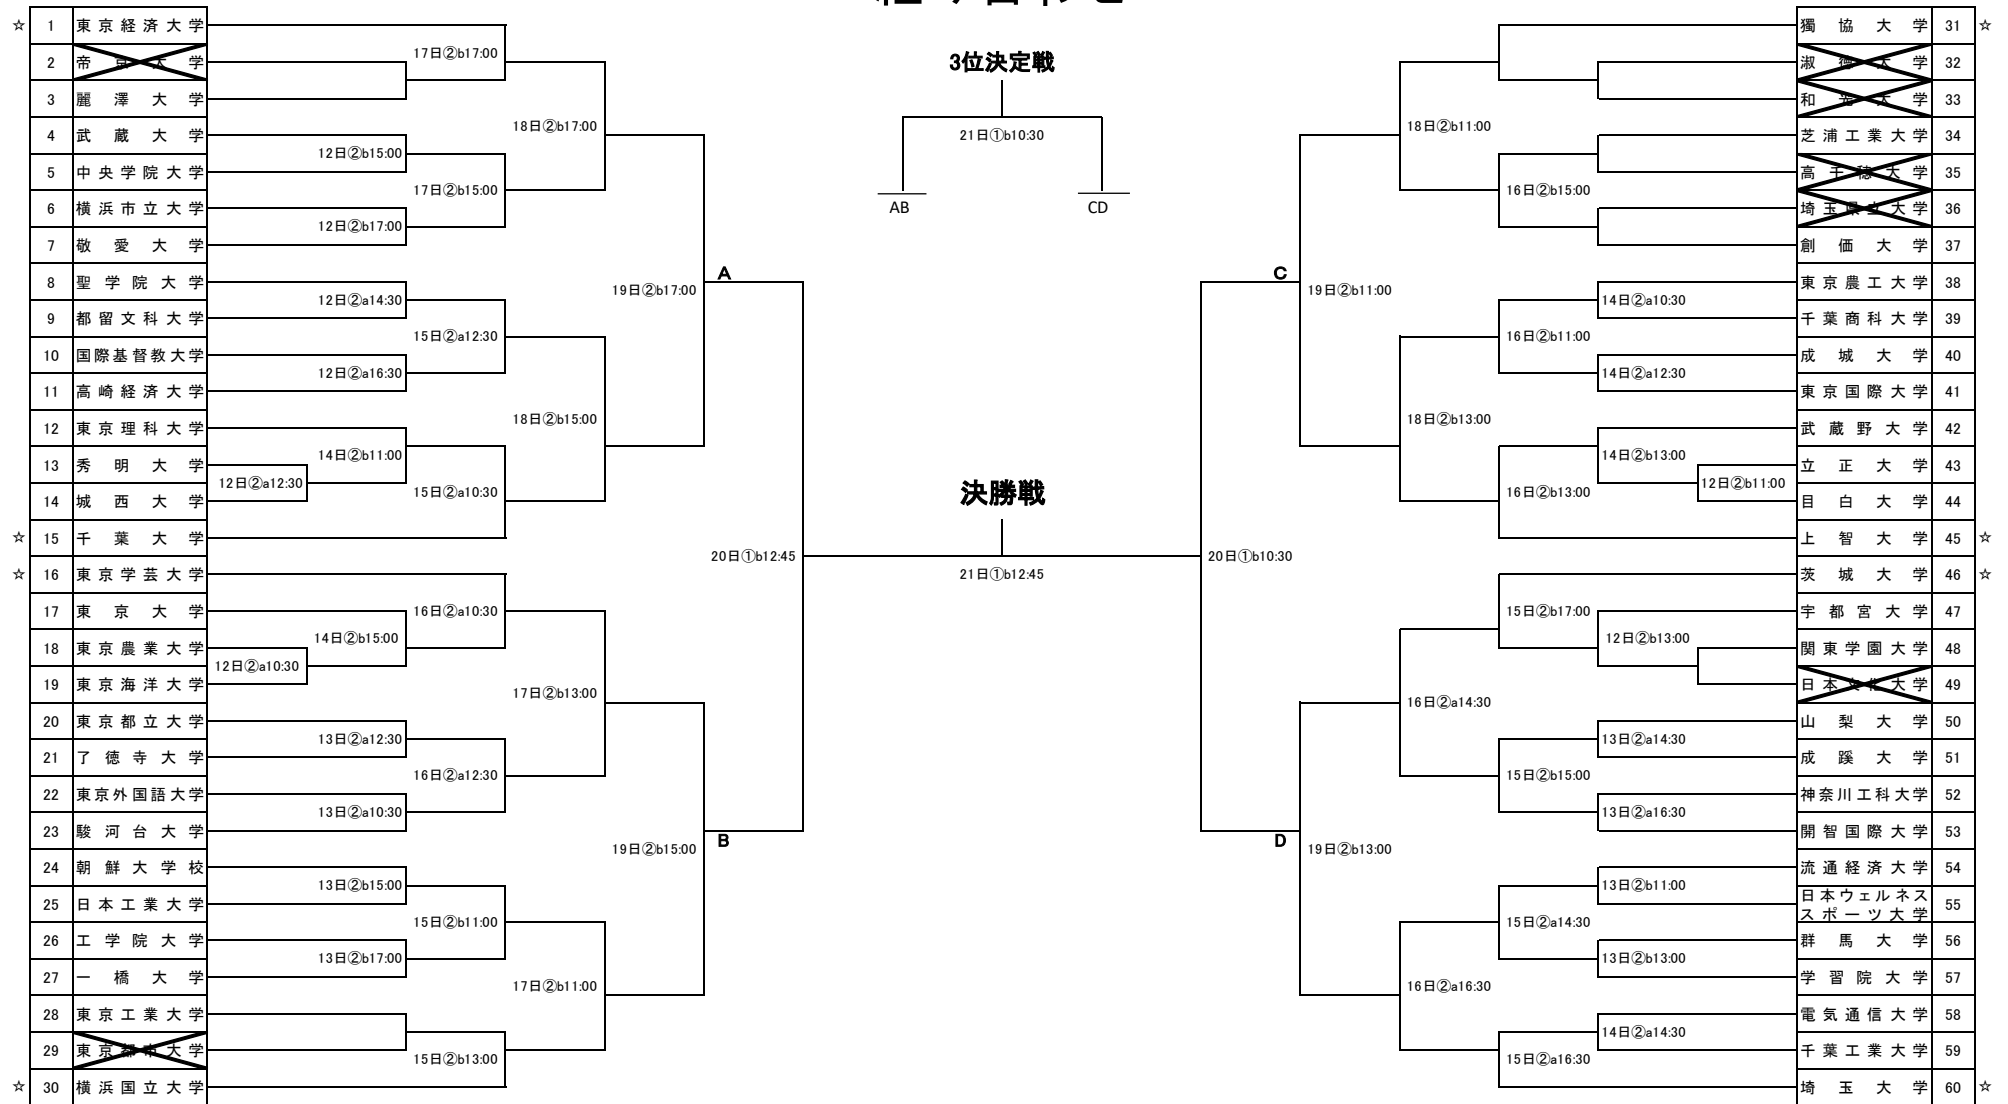 3位決定戦
21日①b10:30
AB
CD
決勝戦
21日①b12:45
☆ 1 東京経済大学
2 帝京大学
3 麗澤大学
4 武蔵大学
5 中央学院大学
6 横浜市立大学
7 敬愛大学
8 聖学院大学
9 都留文科大学
10 国際基督教大学
11 高崎経済大学
12 東京理科大学
13 秀明大学
14 城西大学
☆ 15 千葉大学
☆ 16 東京学芸大学
17 東京大学
18 東京農業大学
19 東京海洋大学
20 東京都立大学
21 了徳寺大学
22 東京外国語大学
23 駿河台大学
24 朝鮮大学校
25 日本工業大学
26 工学院大学
27 一橋大学
28 東京工業大学
29 東京都市大学
☆ 30 横浜国立大学
12日②a12:30
12日②a10:30
12日②b15:00
12日②b17:00
12日②a14:30
12日②a16:30
14日②b11:00
14日②b15:00
13日②a12:30
13日②a10:30
13日②b15:00
13日②b17:00
17日②b17:00
17日②b15:00
15日②a12:30
15日②a10:30
16日②a10:30
16日②a12:30
15日②b11:00
15日②b13:00
18日②b17:00
18日②b15:00
17日②b13:00
17日②b11:00
19日②b17:00
19日②b15:00
A
B
20日①b12:45
20日①b10:30
C
D
19日②b11:00
19日②b13:00
18日②b11:00
18日②b13:00
16日②a14:30
16日②a16:30
16日②b15:00
16日②b11:00
16日②b13:00
15日②b17:00
15日②b15:00
15日②a14:30
15日②a16:30
14日②a10:30
14日②a12:30
14日②b13:00
12日②b13:00
13日②a14:30
13日②a16:30
13日②b11:00
13日②b13:00
14日②a14:30
12日②b11:00
獨協大学 31 ☆
淑徳大学 32
和光大学 33
芝浦工業大学 34
高千穂大学 35
埼玉県立大学 36
創価大学 37
東京農工大学 38
千葉商科大学 39
成城大学 40
東京国際大学 41
武蔵野大学 42
立正大学 43
目白大学 44
上智大学 45 ☆
茨城大学 46 ☆
宇都宮大学 47
関東学園大学 48
日本文化大学 49
山梨大学 50
成蹊大学 51
神奈川工科大学 52
開智国際大学 53
流通経済大学 54
日本ウェルネス
スポーツ大学 55
群馬大学 56
学習院大学 57
電気通信大学 58
千葉工業大学 59
埼玉大学 60 ☆